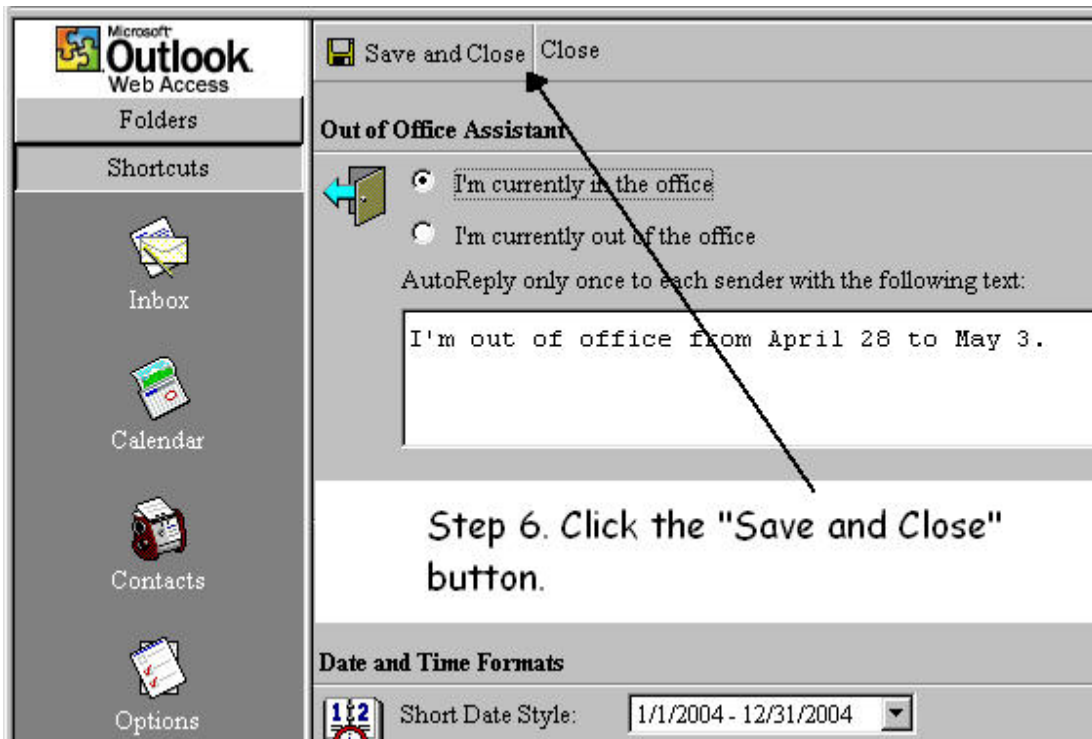 Microsoft
Outlook.
Web Access
Folders
Shortcuts
Inbox
Calendar
Contacts
Options
Save and Close Close
Out of Office Assistant
I'm currently in the office
I'm currently out of the office
AutoReply only once to each sender with the following text:
I'm out of office from April 28 to May 3.
Step 6. Click the "Save and Close"
button.
Date and Time Formats
12
Short Date Style: 1/1/2004 - 12/31/2004